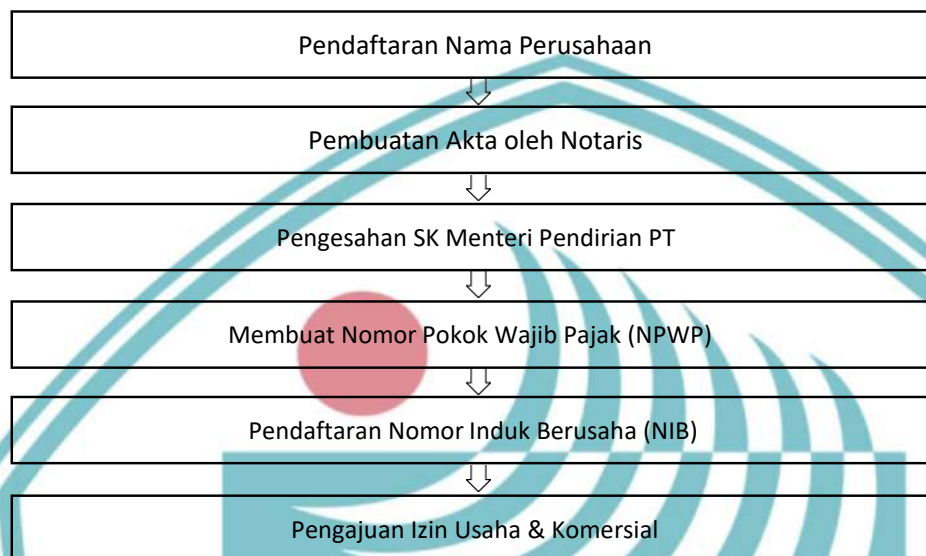 Pendaftaran Nama Perusahaan
Pembuatan Akta oleh Notaris
Pengesahan SK Menteri Pendirian PT
Membuat Nomor Pokok Wajib Pajak (NPWP)
Pendaftaran Nomor Induk Berusaha (NIB)
Pengajuan Izin Usaha & Komersial